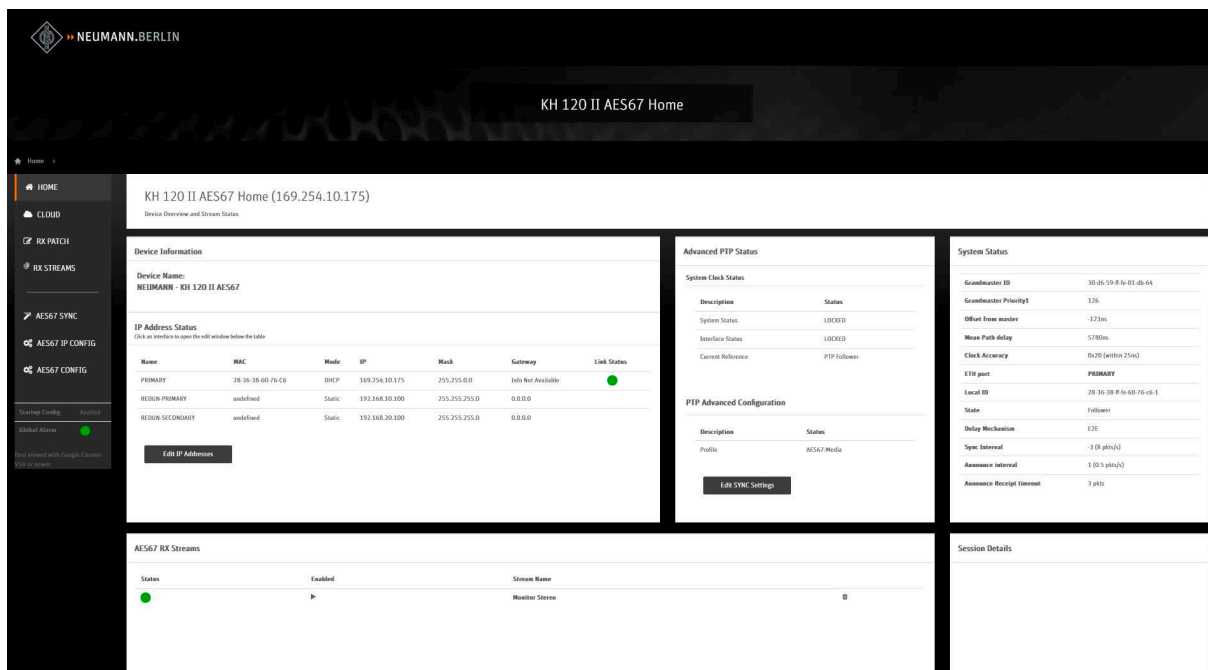 NEUMANN.BERLIN
KH 120 II AES67 Home
Home
HOME
CLOUD
RX PATCH
RX STREAMS
AES67 SYNC
AES67 IP CONFIG
AES67 CONFIG
Startup Config Applied
Global Alarm
Best viewed with Google Chrome
V58 or newer.
KH 120 II AES67 Home (169.254.10.175)
Device Overview and Stream Status
Device Information
Device Name:
NEUMANN - KH 120 II AES67
IP Address Status
Click an interface to open the edit window below the table
Name MAC Mode IP Mask Gateway Link Status
PRIMARY 28-36-38-60-76-C6 DHCP 169.254.10.175 255.255.0.0 Info Not Available
REDUN-PRIMARY undefined Static 192.168.10.100 255.255.255.0 0.0.0.0
REDUN-SECONDARY undefined Static 192.168.20.100 255.255.255.0 0.0.0.0
Edit IP Addresses
Advanced PTP Status
System Clock Status
Description Status
System Status LOCKED
Interface Status LOCKED
Current Reference PTP Follower
PTP Advanced Configuration
Description Status
Profile AES67:Media
Edit SYNC Settings
System Status
Grandmaster ID 30-d6-59-ff-fe-01-db-64
Grandmaster Priority1 126
Offset from master -123ns
Mean Path delay 5780ns
Clock Accuracy 0x20 (within 25ns)
ETH port PRIMARY
Local ID 28-36-38-ff-fe-60-76-c6-1
State Follower
Delay Mechanism E2E
Sync Interval -3 (8 pkts/s)
Announce interval 1 (0.5 pkts/s)
Announce Receipt timeout 3 pkts
AES67 RX Streams
Status Enabled Stream Name
Monitor Stereo
Session Details